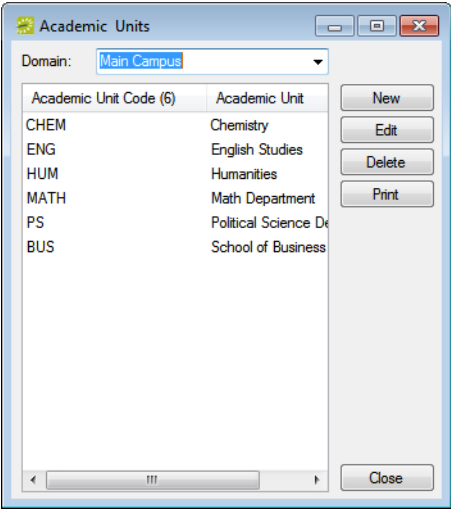 Academic Units
Domain: Main Campus
Academic Unit Code (6) Academic Unit
CHEM Chemistry
ENG English Studies
HUM Humanities
MATH Math Department
PS Political Science De
BUS School of Business
New
Edit
Delete
Print
Close